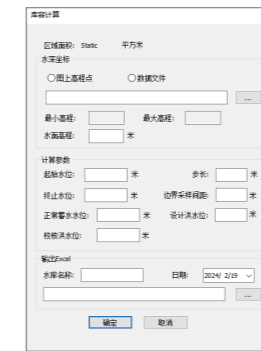 库容计算
区域面积: Static 平方米
水深坐标
图上高程点 数据文件
...
最小高程: 最大高程:
水面高程: 米
计算参数
起始水位: 米 步长: 米
终止水位: 米 边界采样间距: 米
正常蓄水水位: 米 设计洪水位: 米
校核洪水位: 米
输出Excel
水库名称: 日期: 2024/ 2/19
...
确定 取消